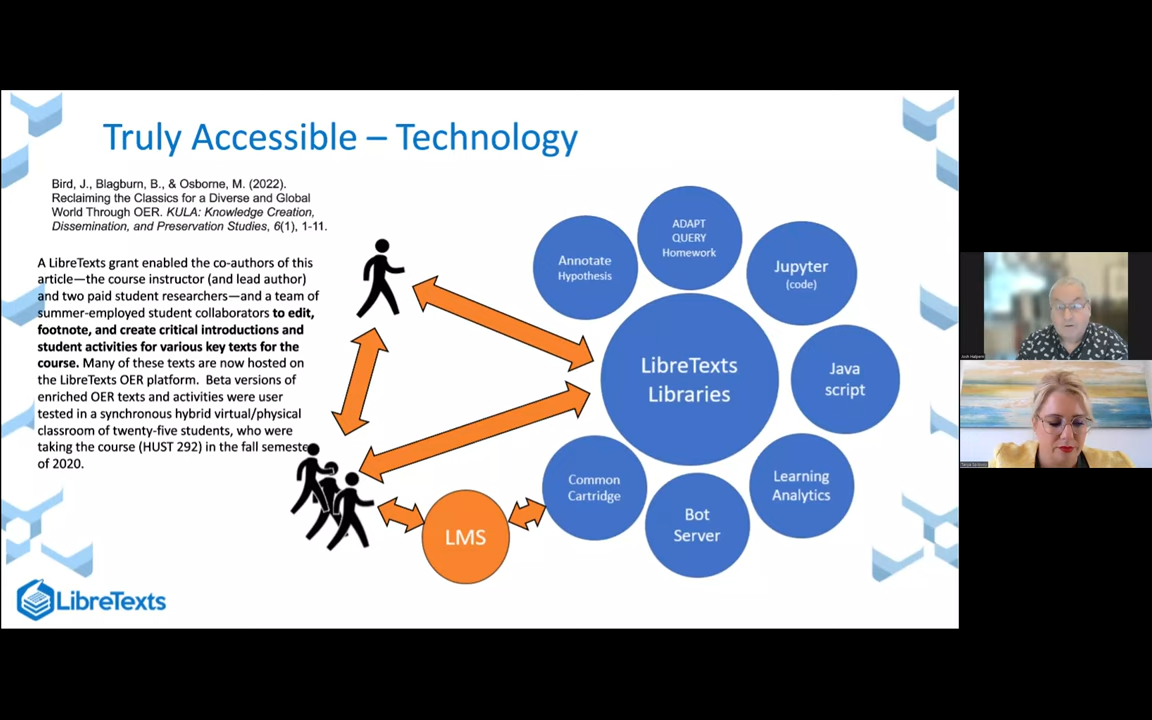 Truly Accessible – Technology
Bird, J., Blagburn, B., & Osborne, M. (2022).
Reclaiming the Classics for a Diverse and Global
World Through OER. KULA: Knowledge Creation,
Dissemination, and Preservation Studies, 6(1), 1-11.
A LibreTexts grant enabled the co-authors of this
article—the course instructor (and lead author)
and two paid student researchers—and a team of
summer-employed student collaborators to edit,
footnote, and create critical introductions and
student activities for various key texts for the
course. Many of these texts are now hosted on
the LibreTexts OER platform. Beta versions of
enriched OER texts and activities were user
tested in a synchronous hybrid virtual/physical
classroom of twenty-five students, who were
taking the course (HUST 292) in the fall semeste
of 2020.
ADAPT
QUERY
Homework
Annotate
Hypothesis
Jupyter
(code)
LibreTexts
Libraries
Java
script
Common
Cartridge
Learning
Analytics
Bot
Server
LMS
LibreTexts